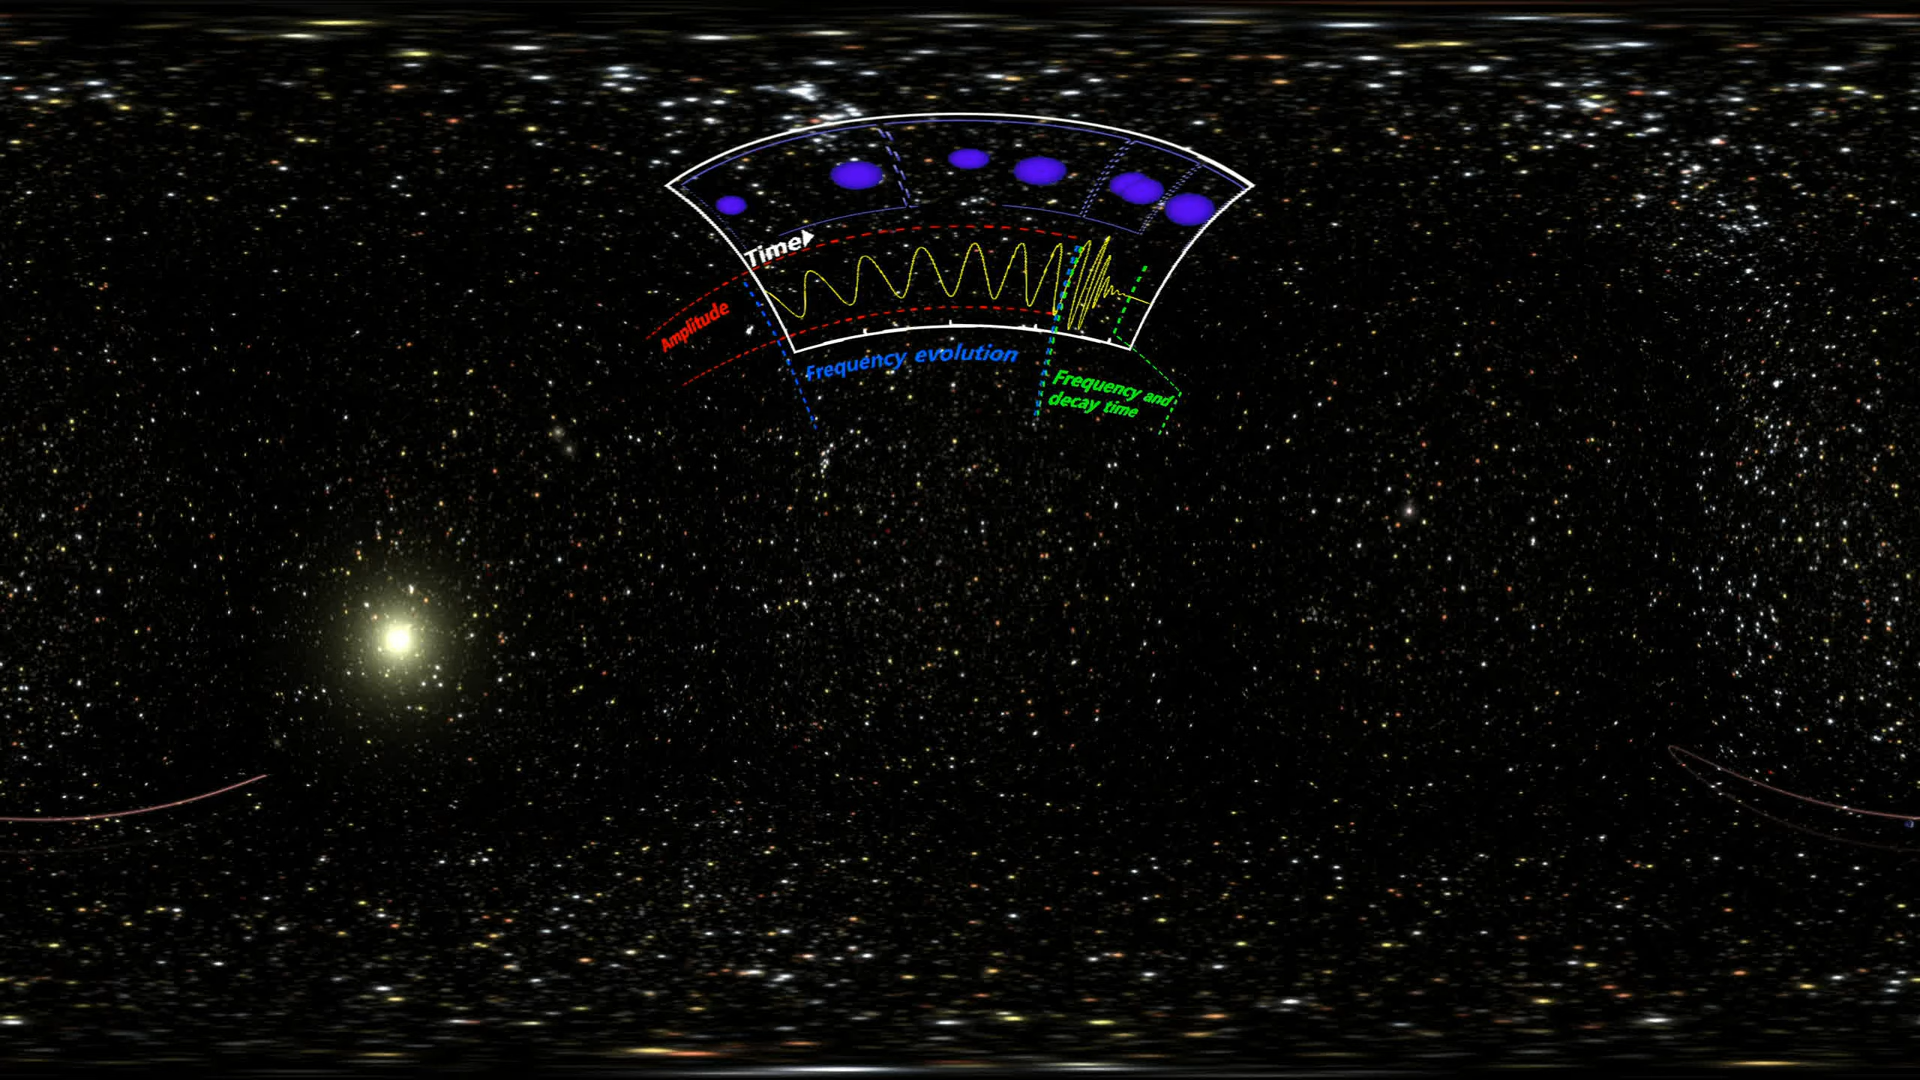 Time
Amplitude
Frequency evolution
Frequency and
decay time